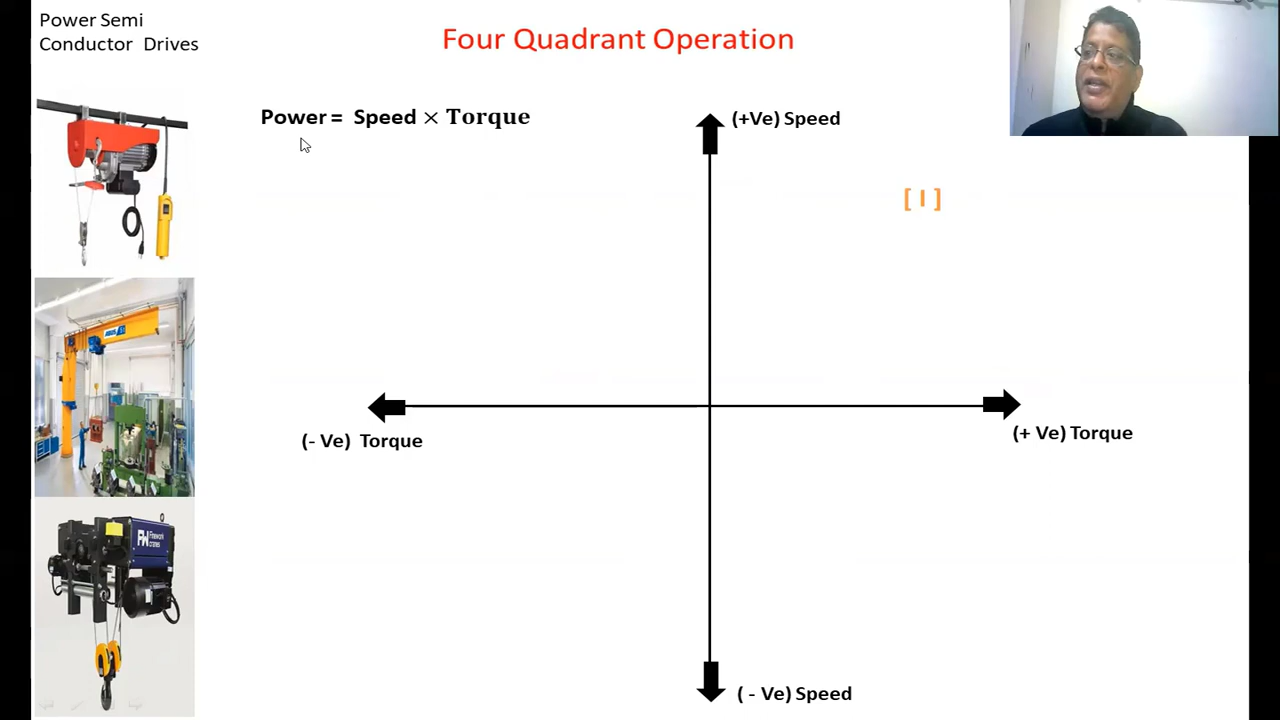 Power Semi
Conductor Drives
Four Quadrant Operation
Power = Speed × Torque
(+Ve) Speed
[ I ]
(- Ve) Torque
(+ Ve) Torque
( - Ve) Speed